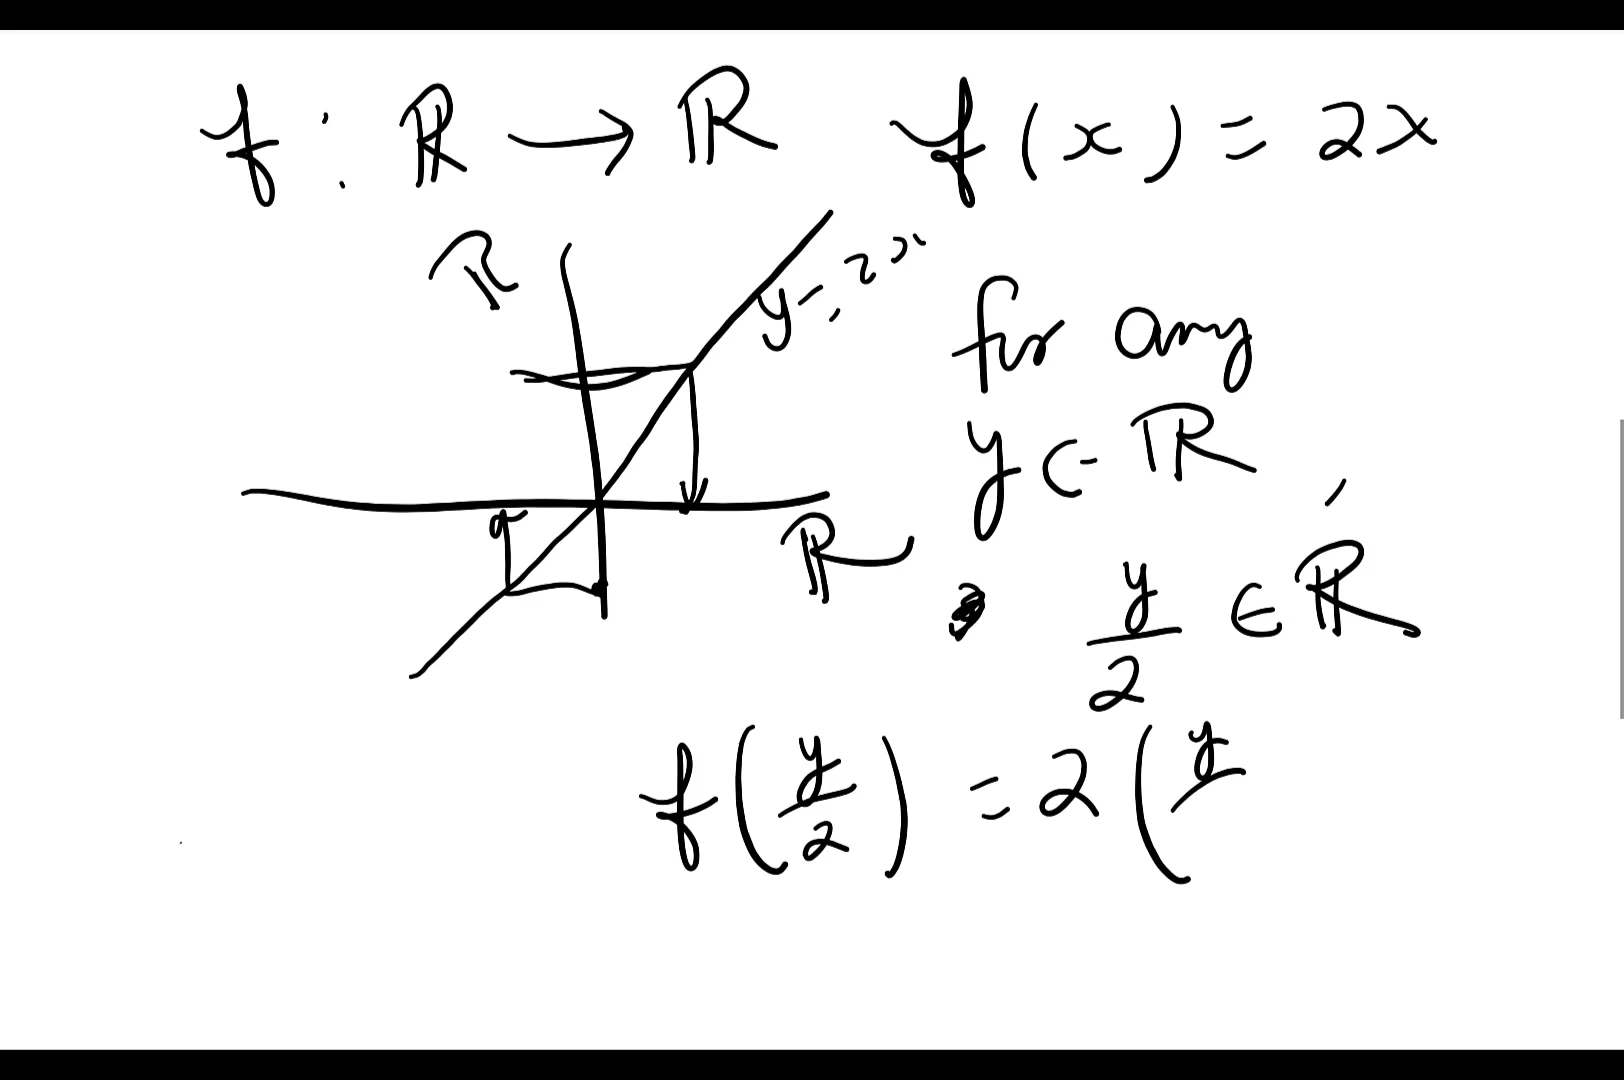 f : ℝ → ℝ f(x) = 2x
ℝ
y = 2x
for any
y ∈ ℝ,
ℝ
y/2 ∈ ℝ
f(y/2) = 2(y